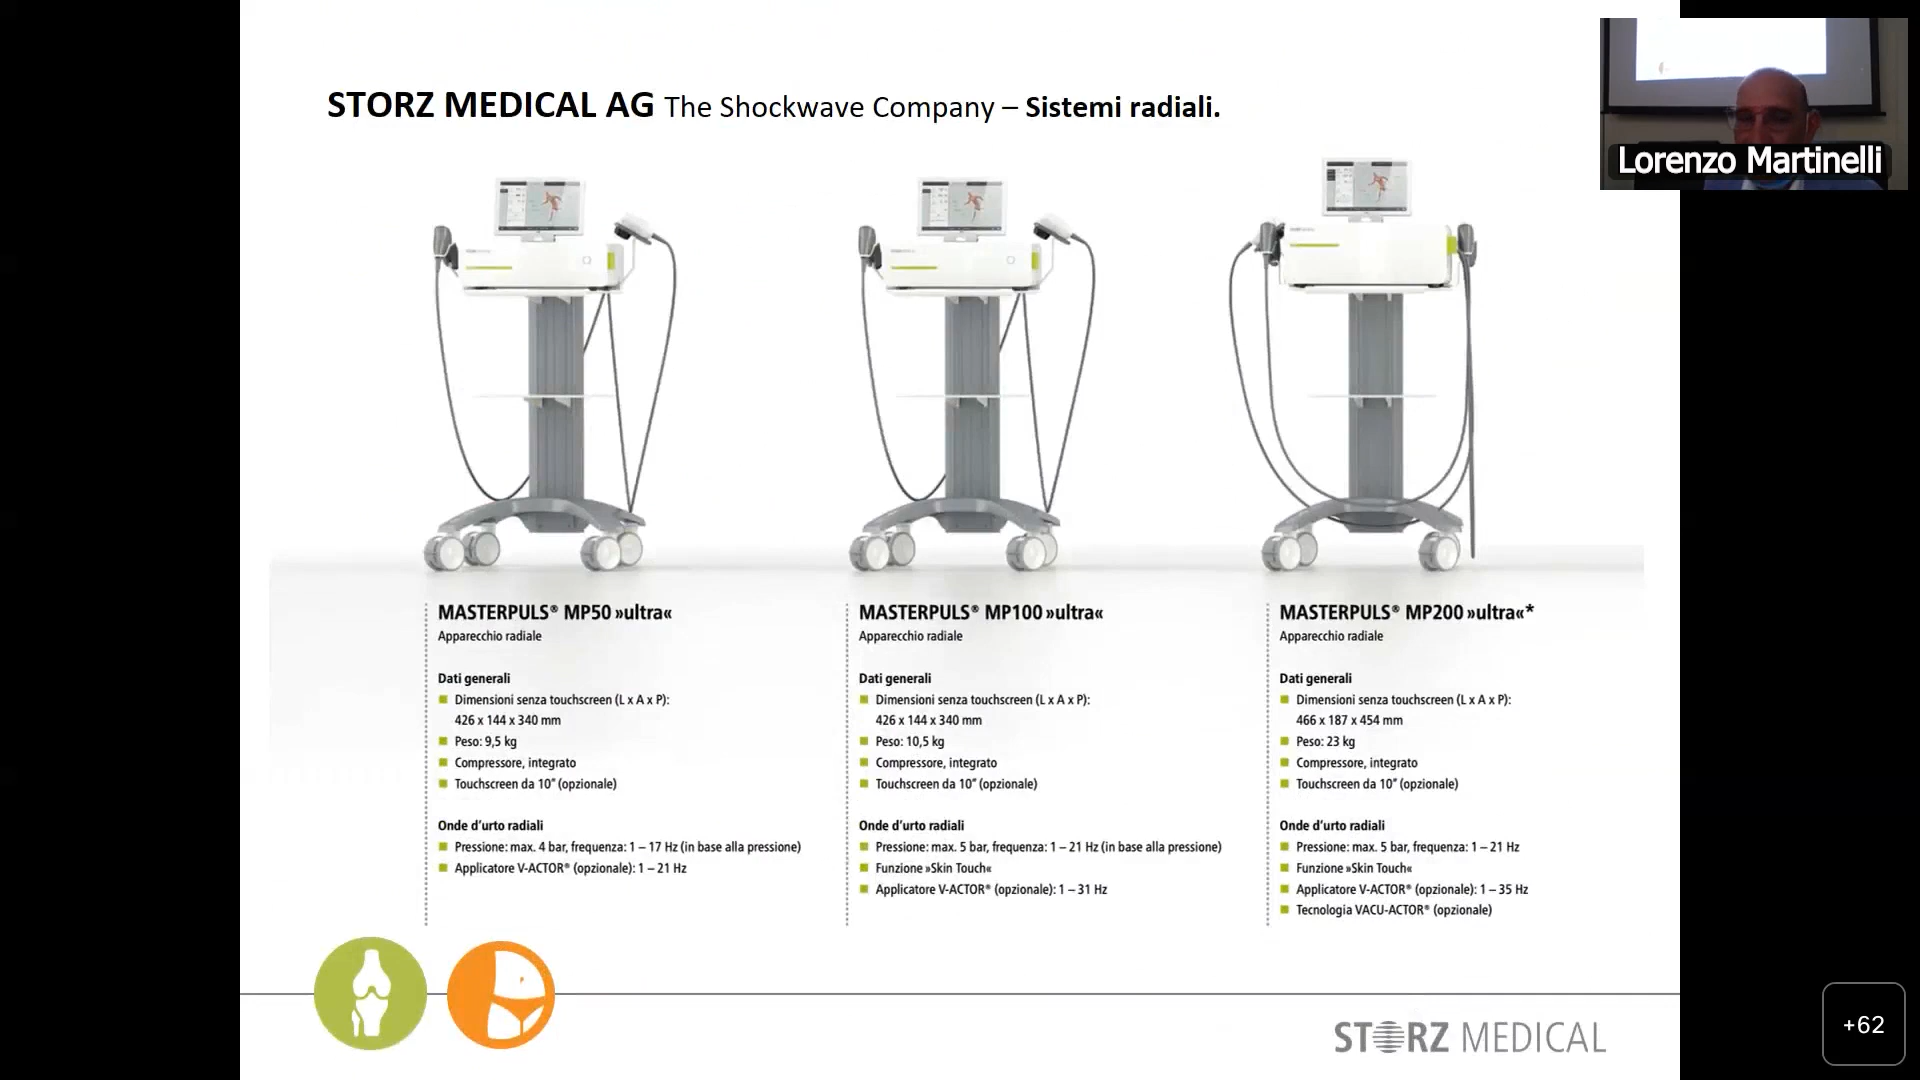 STORZ MEDICAL AG The Shockwave Company – Sistemi radiali.
Lorenzo Martinelli
MASTERPULS® MP50 »ultra«
Apparecchio radiale
Dati generali
Dimensioni senza touchscreen (L x A x P):
426 x 144 x 340 mm
Peso: 9,5 kg
Compressore, integrato
Touchscreen da 10″ (opzionale)
Onde d’urto radiali
Pressione: max. 4 bar, frequenza: 1 – 17 Hz (in base alla pressione)
Applicatore V-ACTOR® (opzionale): 1 – 21 Hz
MASTERPULS® MP100 »ultra«
Apparecchio radiale
Dati generali
Dimensioni senza touchscreen (L x A x P):
426 x 144 x 340 mm
Peso: 10,5 kg
Compressore, integrato
Touchscreen da 10″ (opzionale)
Onde d’urto radiali
Pressione: max. 5 bar, frequenza: 1 – 21 Hz (in base alla pressione)
Funzione »Skin Touch«
Applicatore V-ACTOR® (opzionale): 1 – 31 Hz
MASTERPULS® MP200 »ultra«*
Apparecchio radiale
Dati generali
Dimensioni senza touchscreen (L x A x P):
466 x 187 x 454 mm
Peso: 23 kg
Compressore, integrato
Touchscreen da 10″ (opzionale)
Onde d’urto radiali
Pressione: max. 5 bar, frequenza: 1 – 21 Hz
Funzione »Skin Touch«
Applicatore V-ACTOR® (opzionale): 1 – 35 Hz
Tecnologia VACU-ACTOR® (opzionale)
STORZ MEDICAL
+62